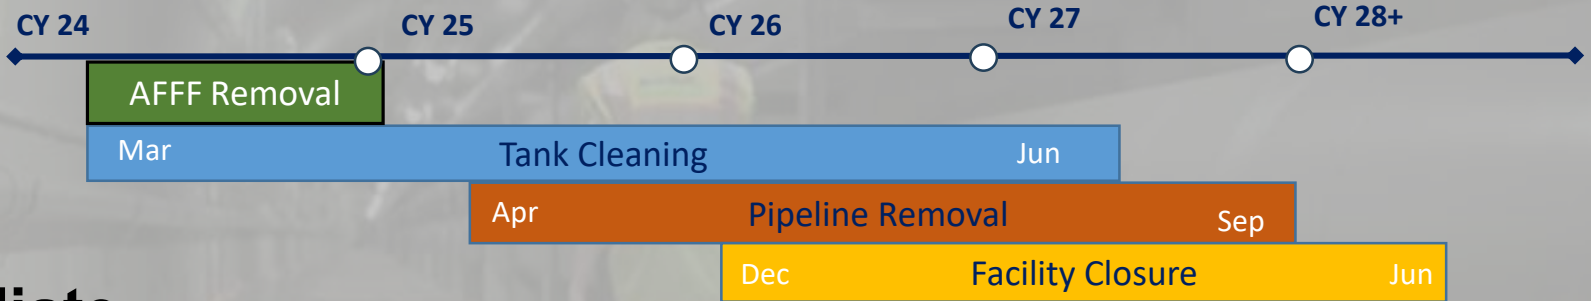 CY 24 CY 25 CY 26 CY 27 CY 28+
AFFF Removal
Mar Tank Cleaning Jun
Apr Pipeline Removal Sep
Dec Facility Closure Jun